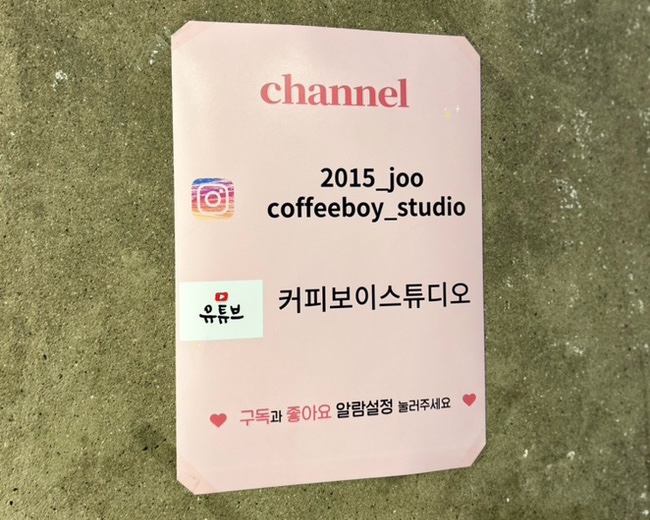 channel
2015_joo
coffeeboy_studio
유튜브
커피보이스튜디오
구독과 좋아요 알람설정 눌러주세요